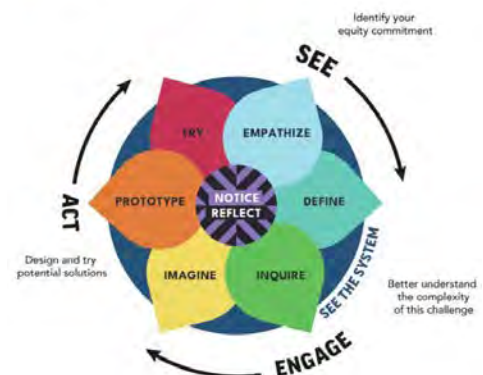 Identify your
equity commitment
SEE
TRY
EMPATHIZE
PROTOTYPE
NOTICE
REFLECT
DEFINE
ACT
SEE THE SYSTEM
Design and try
potential solutions
IMAGINE
INQUIRE
Better understand
the complexity
of this challenge
ENGAGE